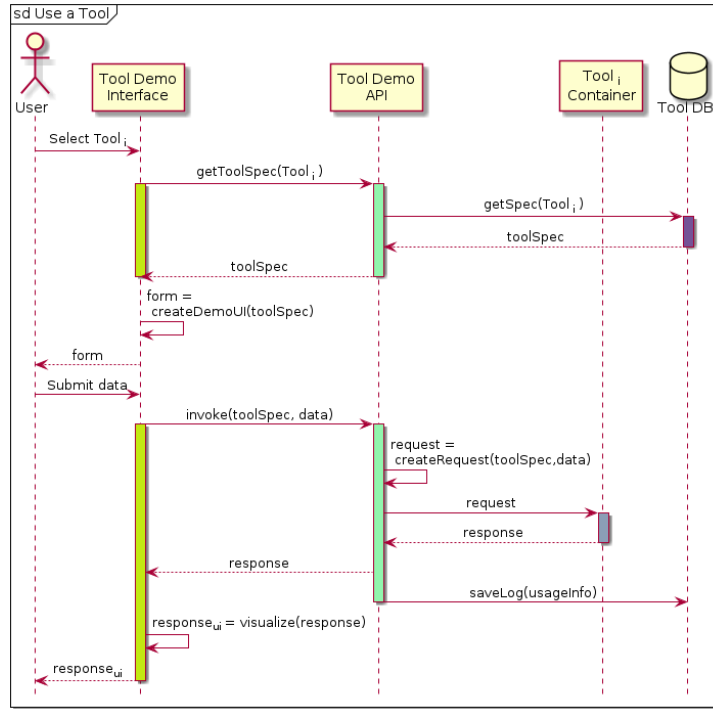 sd Use a Tool
User
Tool Demo
Interface
Tool Demo
API
Tool i
Container
Tool DB
Select Tool i
getToolSpec(Tool i )
getSpec(Tool i )
toolSpec
toolSpec
form =
createDemoUI(toolSpec)
form
Submit data
invoke(toolSpec, data)
request =
createRequest(toolSpec,data)
request
response
response
saveLog(usageInfo)
responseui = visualize(response)
responseui